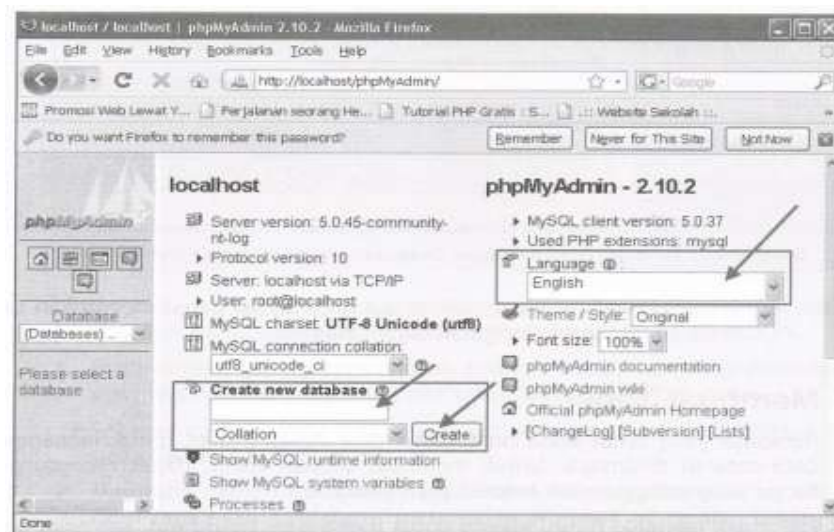 localhost / localhost | phpMyAdmin 2.10.2 - Mozilla Firefox
File Edit View History Bookmarks Tools Help
http://localhost/phpMyAdmin/
Google
Promosi Web Lewat Y... Perjalanan seorang He... Tutorial PHP Gratis : S... .::: Website Sekolah ::.
Do you want Firefox to remember this password?
Remember
Never for This Site
Not Now
phpMyAdmin
Database
(Databases) ...
Please select a
database
localhost
Server version: 5.0.45-community-
nt-log
Protocol version: 10
Server: localhost via TCP/IP
User: root@localhost
MySQL charset: UTF-8 Unicode (utf8)
MySQL connection collation:
utf8_unicode_ci
Create new database
Collation
Create
Show MySQL runtime information
Show MySQL system variables
Processes
phpMyAdmin - 2.10.2
MySQL client version: 5.0.37
Used PHP extensions: mysql
Language
English
Theme / Style: Original
Font size: 100%
phpMyAdmin documentation
phpMyAdmin wiki
Official phpMyAdmin Homepage
[ChangeLog] [Subversion] [Lists]
Done